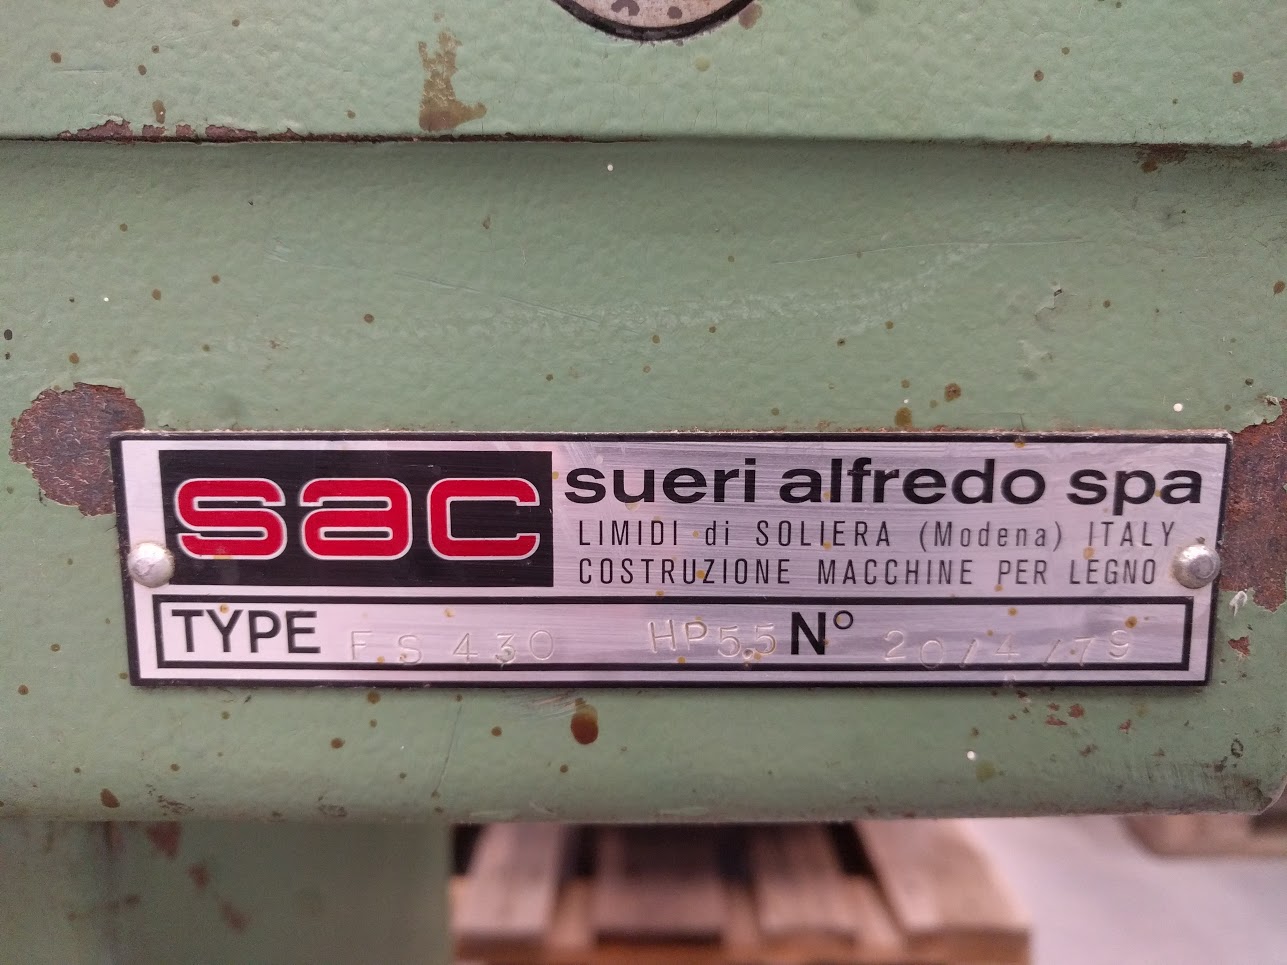 sac
sueri alfredo spa
LIMIDI di SOLIERA (Modena) ITALY
COSTRUZIONE MACCHINE PER LEGNO
TYPE FS 430 HP5.5 N° 20/4/79